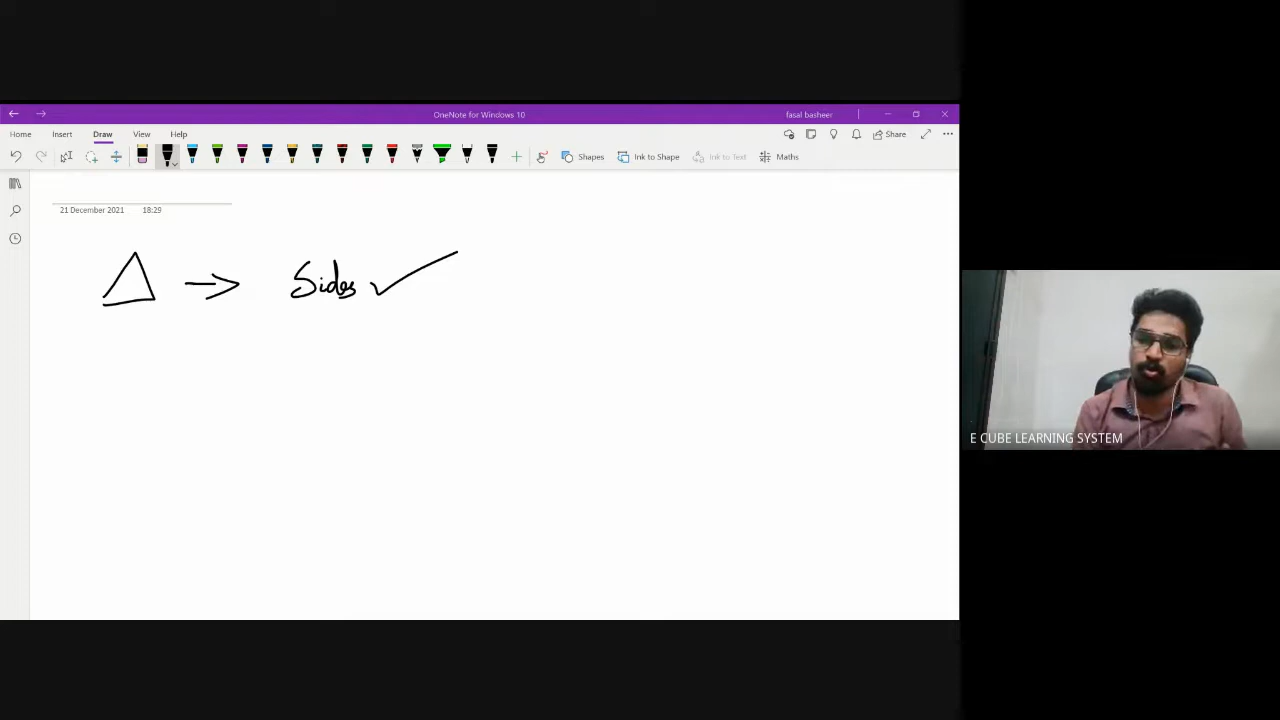 OneNote for Windows 10
fasal basheer
Home Insert Draw View Help
Share
Shapes Ink to Shape Ink to Text Maths
21 December 2021 18:29
Sides
E CUBE LEARNING SYSTEM